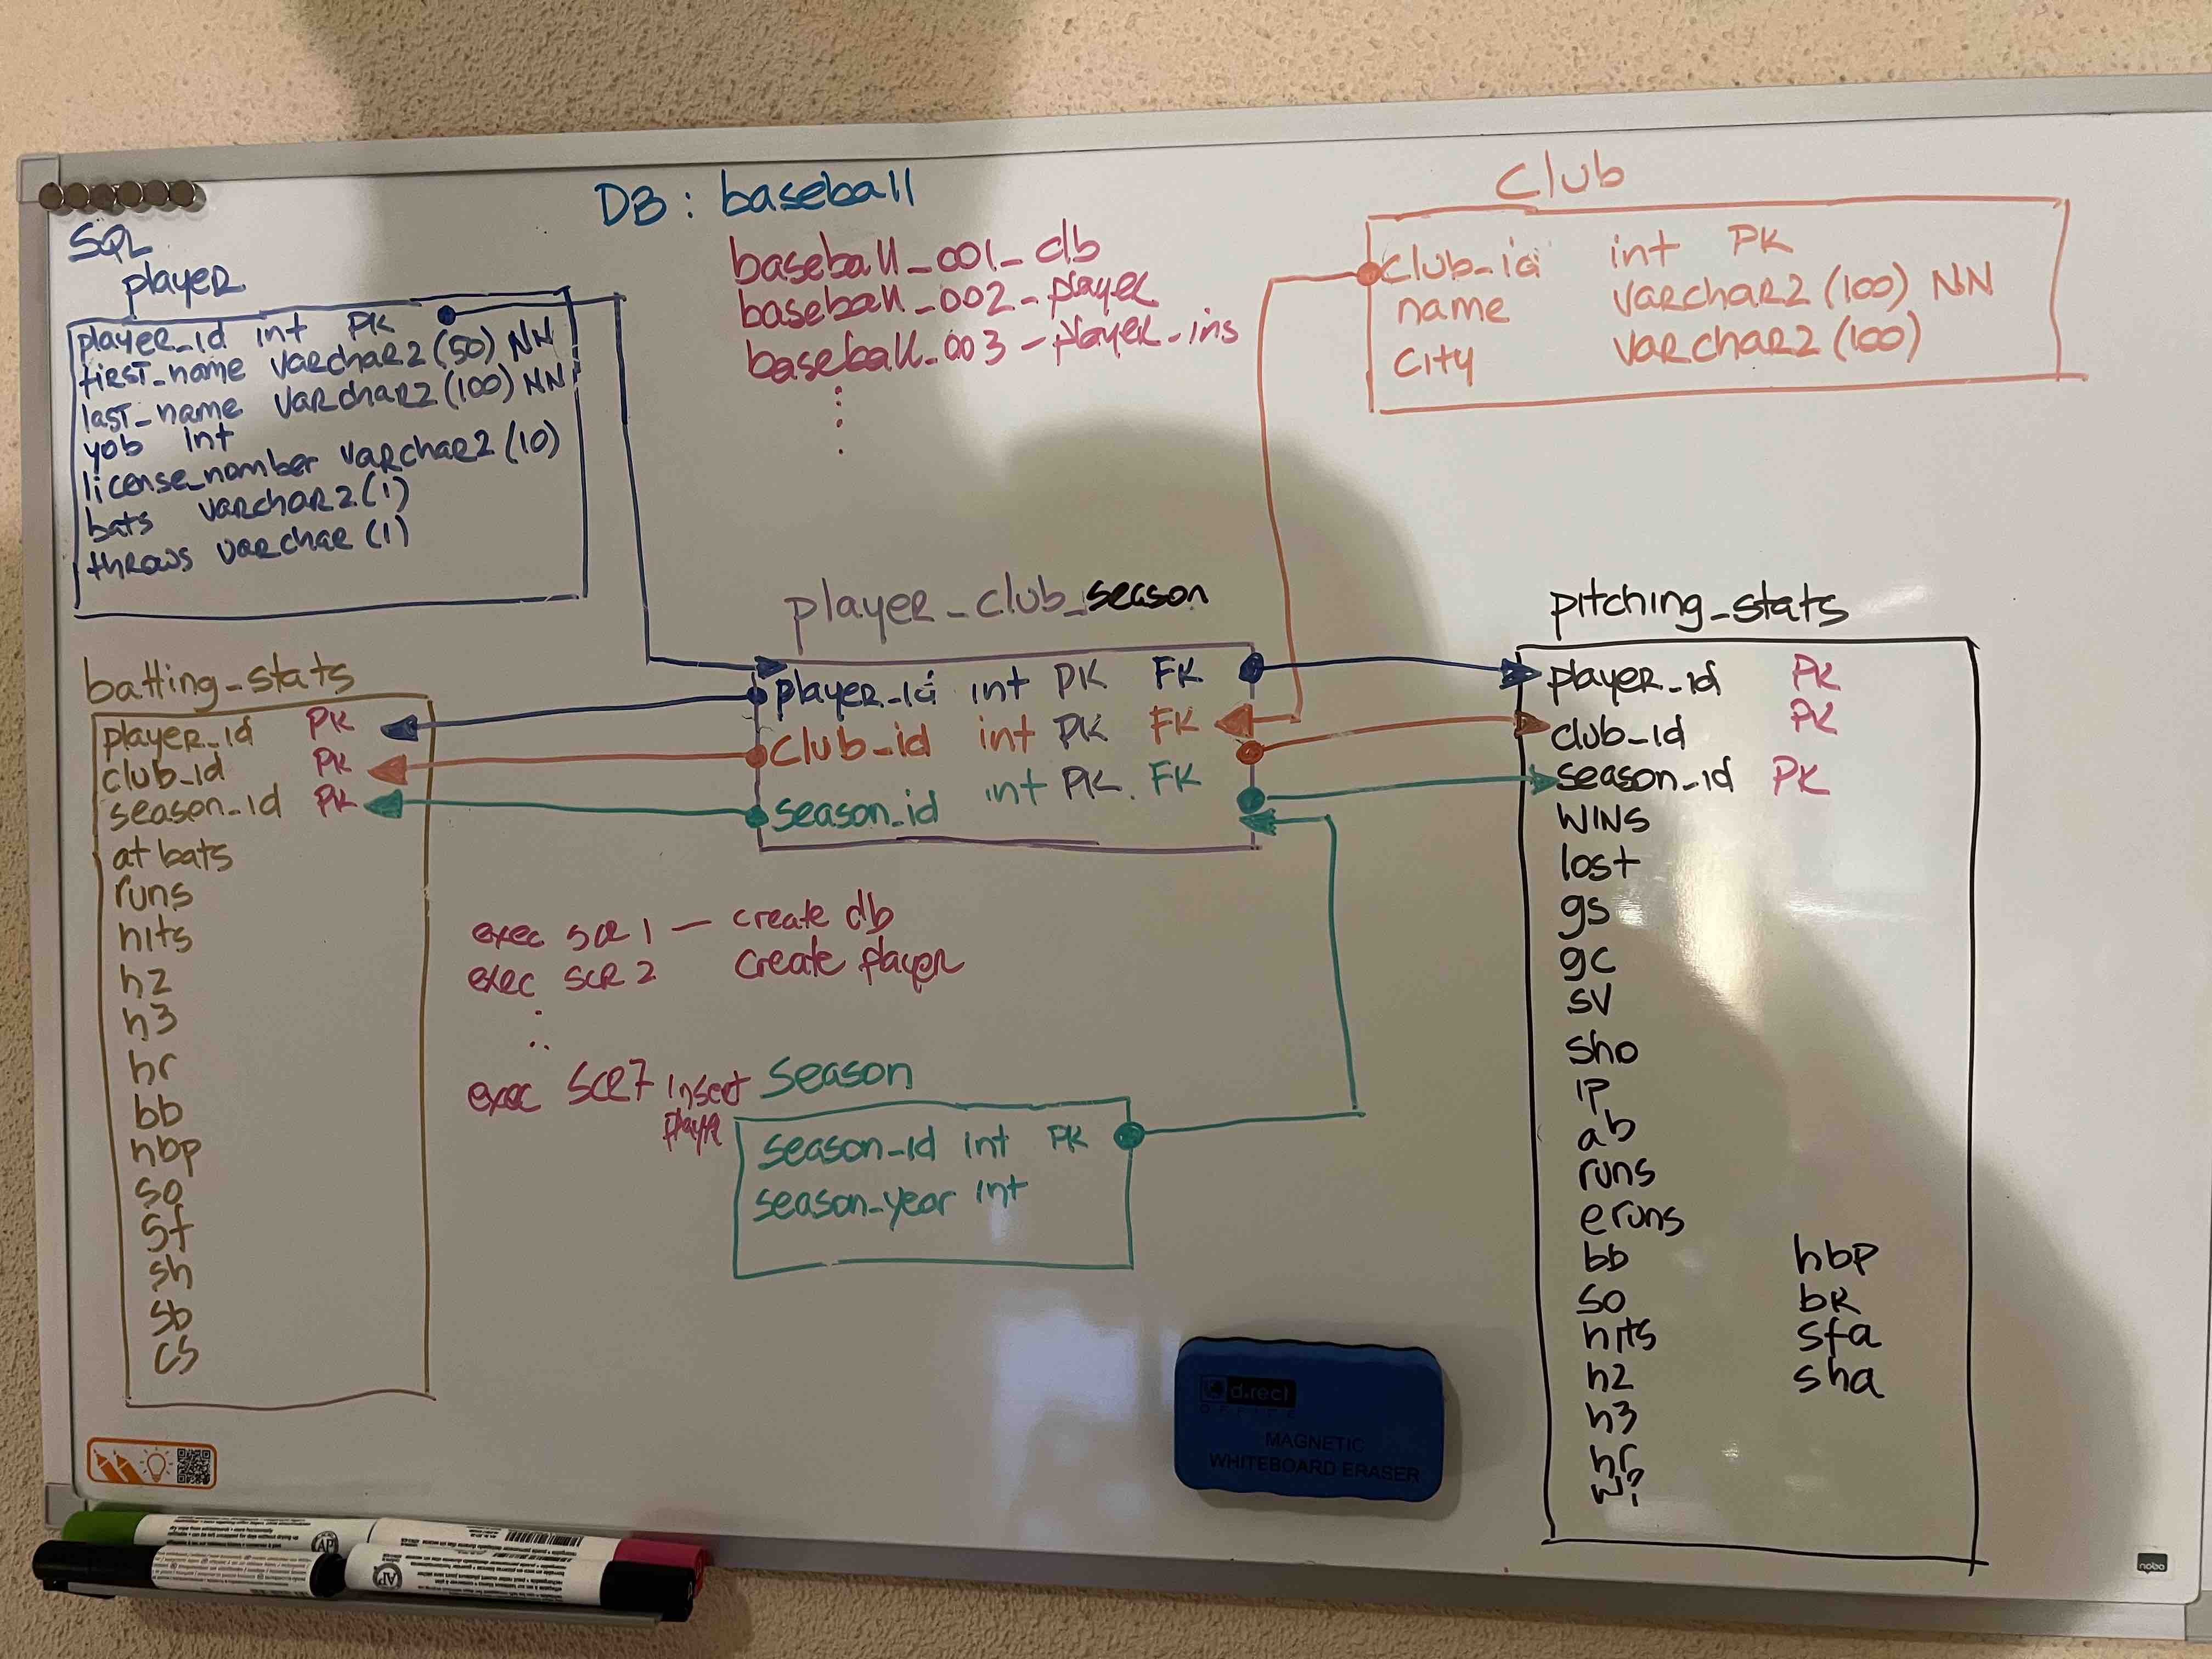 DB: baseball
baseball_001_db
baseball_002_player
baseball_003_player_ins
SQL
player
player_id int PK
first_name varchar2(50) NN
last_name varchar2(100) NN
yob int
license_number varchar2(10)
bats varchar2(1)
throws varchar(1)
club
club_id int PK
name varchar2(100) NN
city varchar2(100)
player_club_season
player_id int PK FK
club_id int PK FK
season_id int PK. FK
batting_stats
player_id PK
club_id PK
season_id PK
at bats
runs
hits
h2
h3
hr
bb
hbp
so
sf
sh
sb
cs
exec scr 1 — create db
exec scr 2 create player
exec scr7 insert
player
season
season_id int PK
season_year int
pitching_stats
player_id PK
club_id PK
season_id PK
wins
lost
gs
gc
sv
sho
ip
ab
runs
eruns
bb hbp
so bk
hits sfa
h2 sha
h3
hr
d.rect
OFFICE
MAGNETIC
WHITEBOARD ERASER
nobo
AP
AP